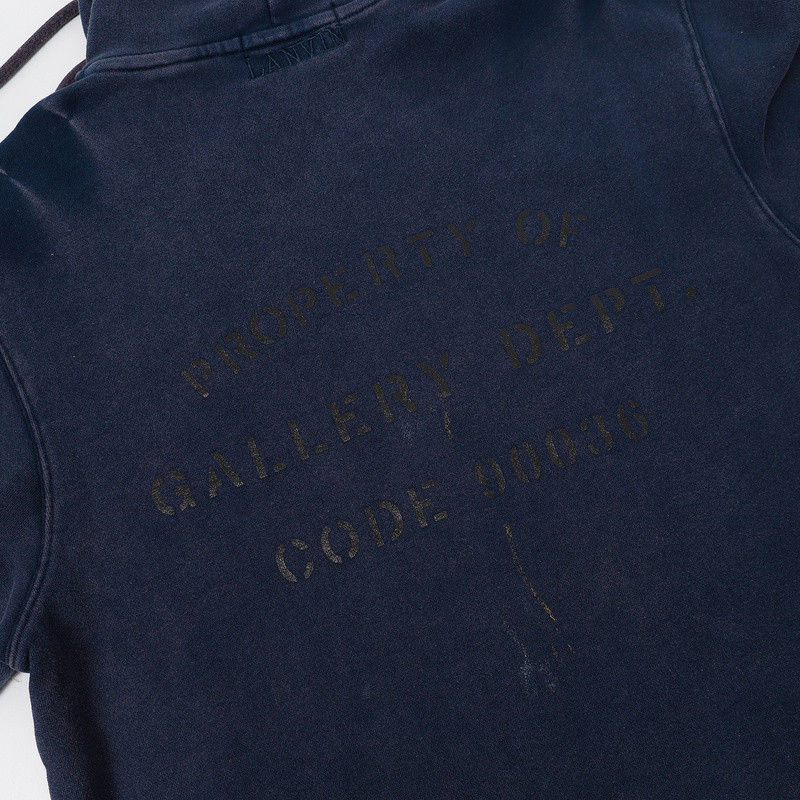 LANVIN
PROPERTY OF
GALLERY DEPT.
CODE 90036